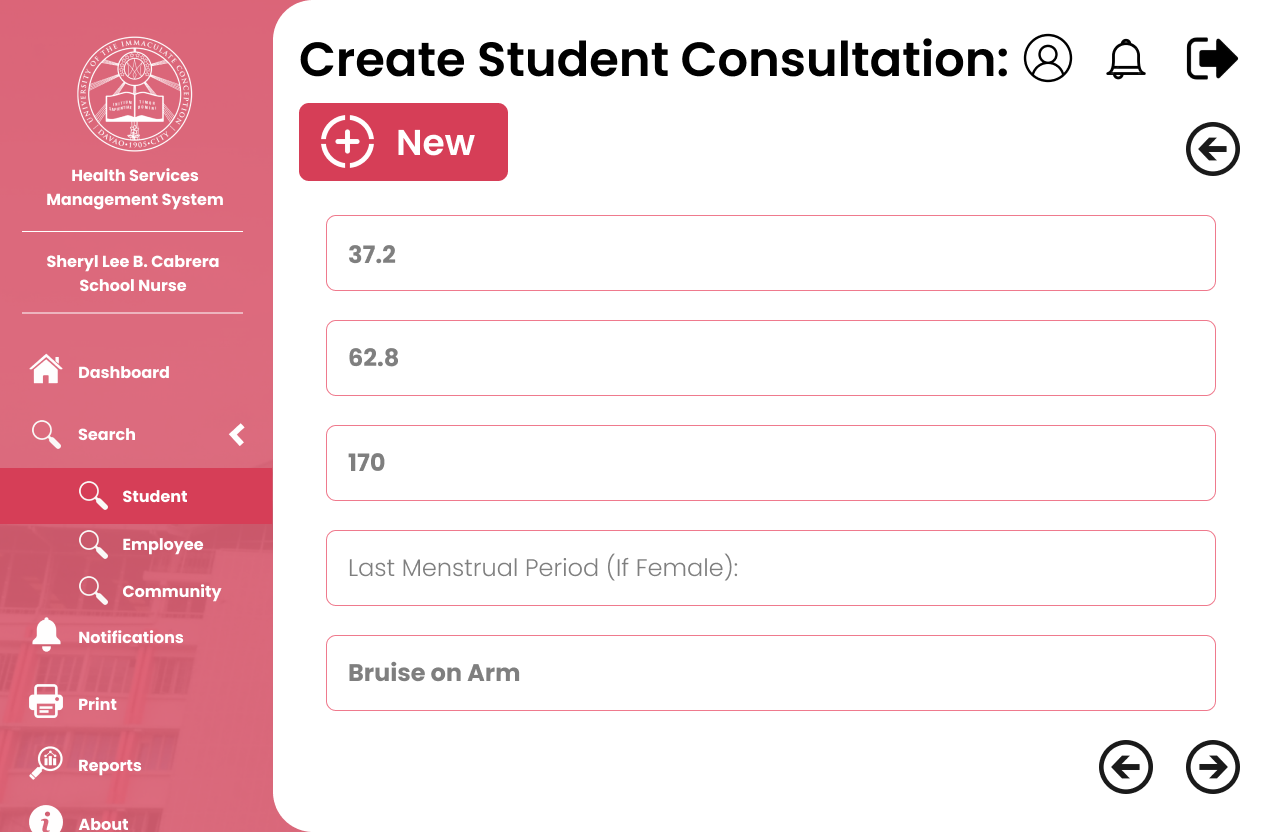 UNIVERSITY OF THE IMMACULATE CONCEPTION
DAVAO • 1905 • CITY
Health Services
Management System
Sheryl Lee B. Cabrera
School Nurse
Dashboard
Search
Student
Employee
Community
Notifications
Print
Reports
About
Create Student Consultation:
New
37.2
62.8
170
Last Menstrual Period (If Female):
Bruise on Arm